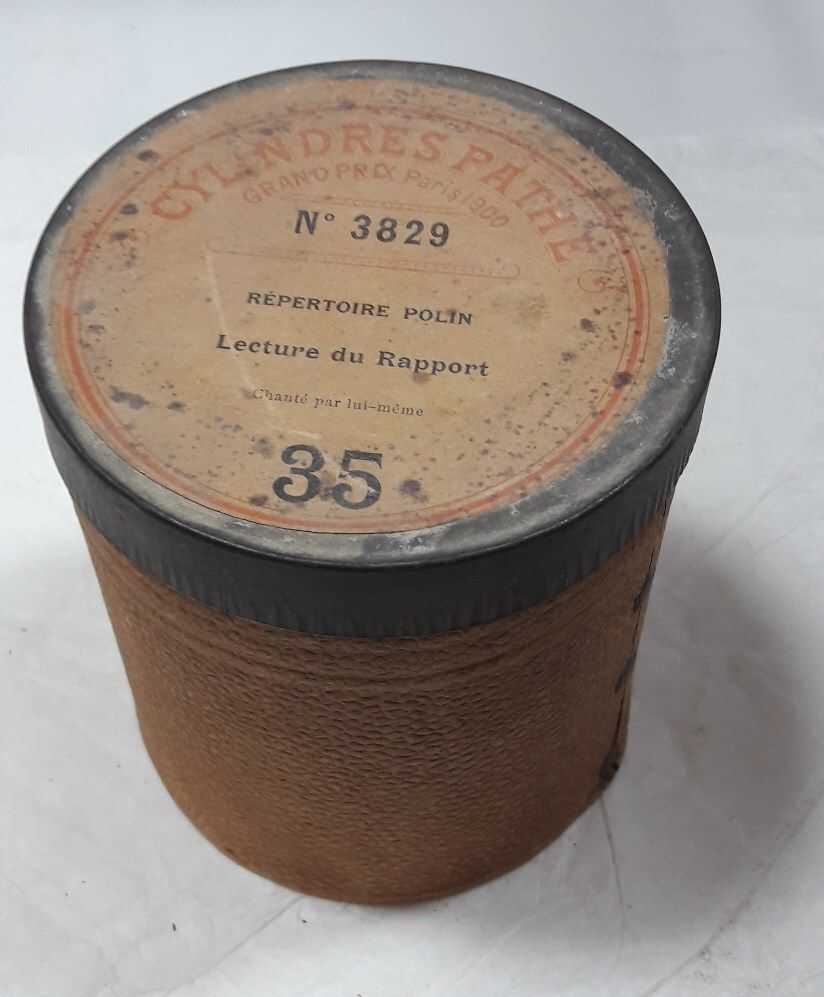 CYLINDRES PATHÉ
GRAND PRIX Paris 1900
N° 3829
RÉPERTOIRE POLIN
Lecture du Rapport
Chanté par lui-même
35